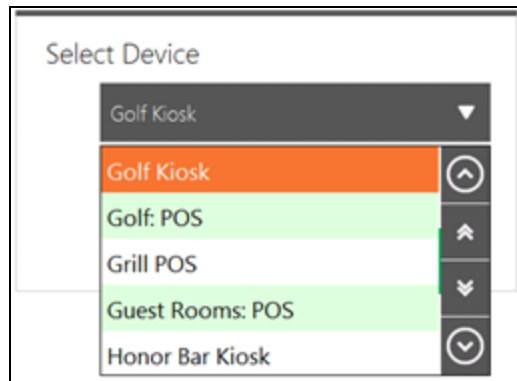 Select Device
Golf Kiosk
Golf Kiosk
Golf: POS
Grill POS
Guest Rooms: POS
Honor Bar Kiosk